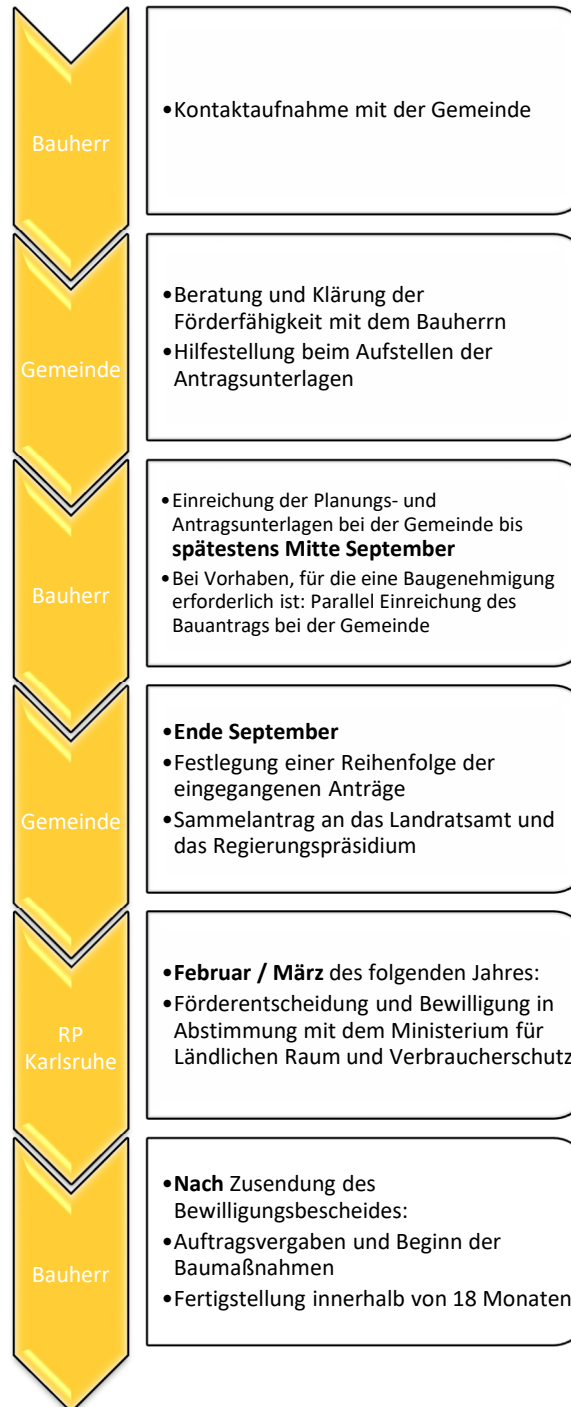 Bauherr
•Kontaktaufnahme mit der Gemeinde
Gemeinde
•Beratung und Klärung der
Förderfähigkeit mit dem Bauherrn
•Hilfestellung beim Aufstellen der
Antragsunterlagen
Bauherr
•Einreichung der Planungs- und
Antragsunterlagen bei der Gemeinde bis
spätestens Mitte September
•Bei Vorhaben, für die eine Baugenehmigung
erforderlich ist: Parallel Einreichung des
Bauantrags bei der Gemeinde
Gemeinde
•Ende September
•Festlegung einer Reihenfolge der
eingegangenen Anträge
•Sammelantrag an das Landratsamt und
das Regierungspräsidium
RP
Karlsruhe
•Februar / März des folgenden Jahres:
•Förderentscheidung und Bewilligung in
Abstimmung mit dem Ministerium für
Ländlichen Raum und Verbraucherschutz
Bauherr
•Nach Zusendung des
Bewilligungsbescheides:
•Auftragsvergaben und Beginn der
Baumaßnahmen
•Fertigstellung innerhalb von 18 Monaten